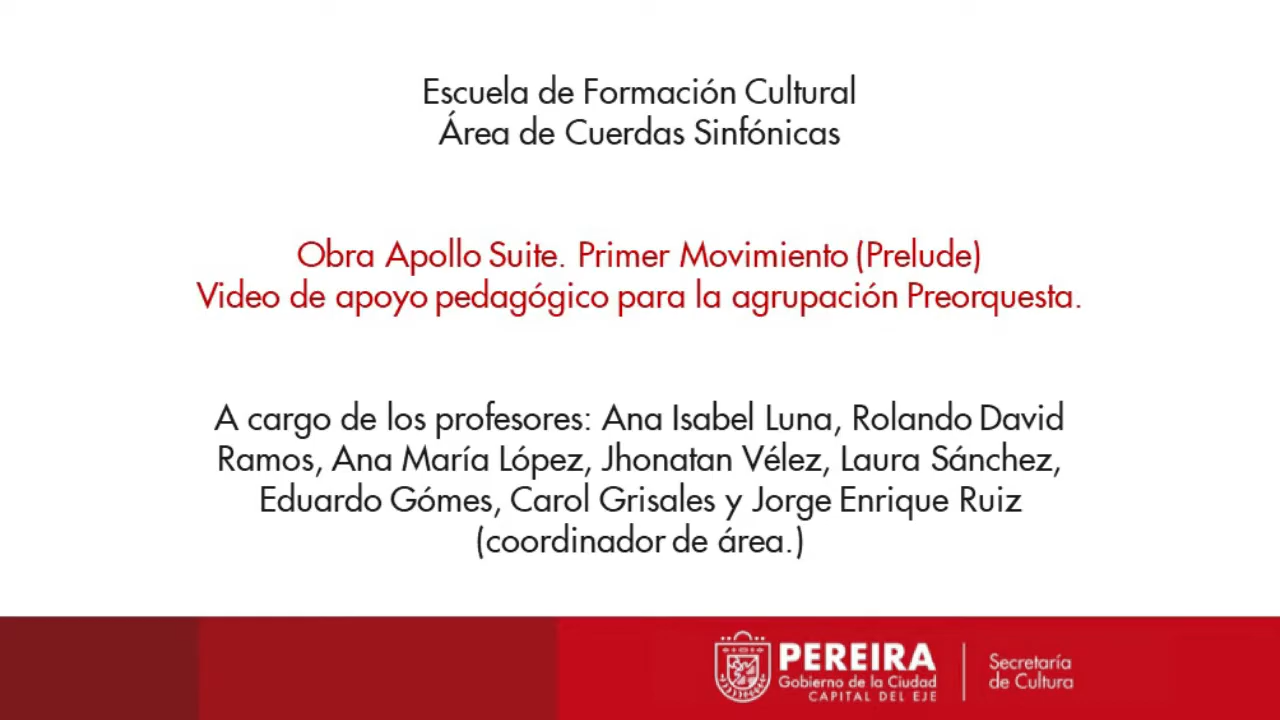 Escuela de Formación Cultural
Área de Cuerdas Sinfónicas
Obra Apollo Suite. Primer Movimiento (Prelude)
Video de apoyo pedagógico para la agrupación Preorquesta.
A cargo de los profesores: Ana Isabel Luna, Rolando David
Ramos, Ana María López, Jhonatan Vélez, Laura Sánchez,
Eduardo Gómes, Carol Grisales y Jorge Enrique Ruiz
(coordinador de área.)
PEREIRA
Gobierno de la Ciudad
CAPITAL DEL EJE
Secretaría
de Cultura